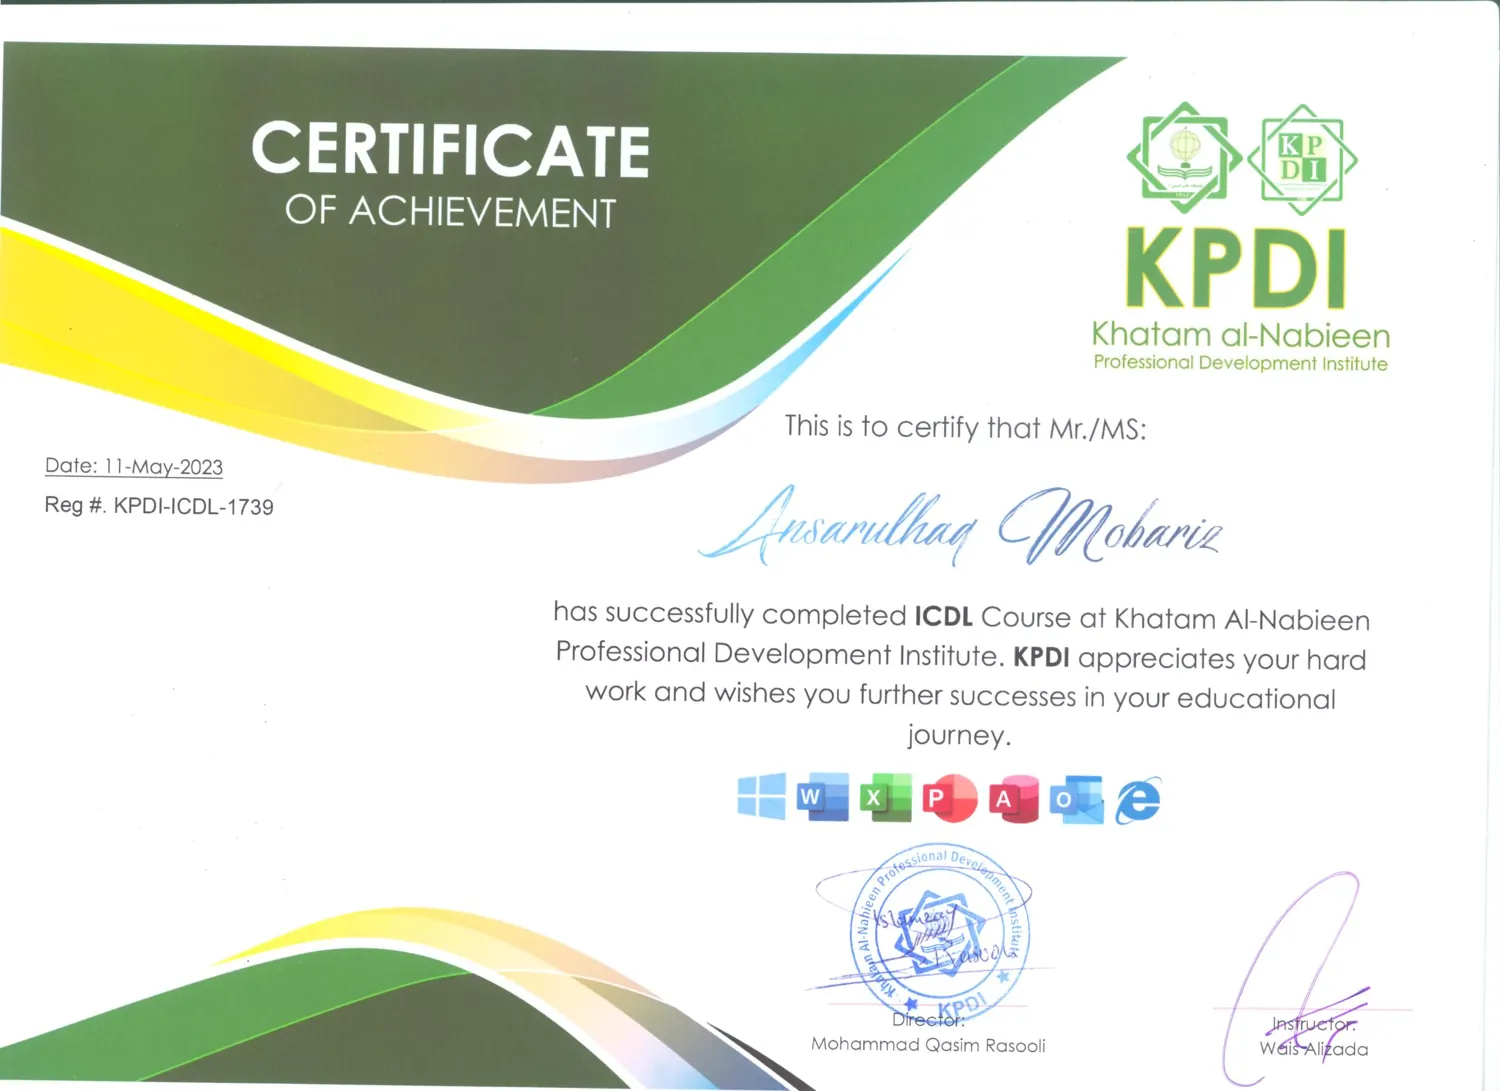 CERTIFICATE
OF ACHIEVEMENT
KPDI
KPDI
Khatam al-Nabieen
Professional Development Institute
Date: 11-May-2023
Reg #. KPDI-ICDL-1739
This is to certify that Mr./MS:
Ansarulhaq Mobariz
has successfully completed ICDL Course at Khatam Al-Nabieen
Professional Development Institute. KPDI appreciates your hard
work and wishes you further successes in your educational
journey.
W X P A O
Khatam Al-Nabieen Professional Development Institute
KPDI
Director:
Mohammad Qasim Rasooli
Instructor:
Wais Alizada